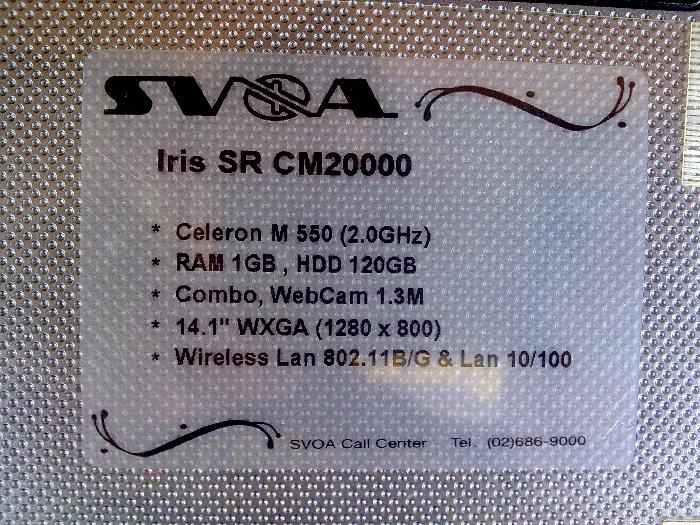 SVOA
Iris SR CM20000
* Celeron M 550 (2.0GHz)
* RAM 1GB , HDD 120GB
* Combo, WebCam 1.3M
* 14.1" WXGA (1280 x 800)
* Wireless Lan 802.11B/G & Lan 10/100
SVOA Call Center Tel. (02)686-9000